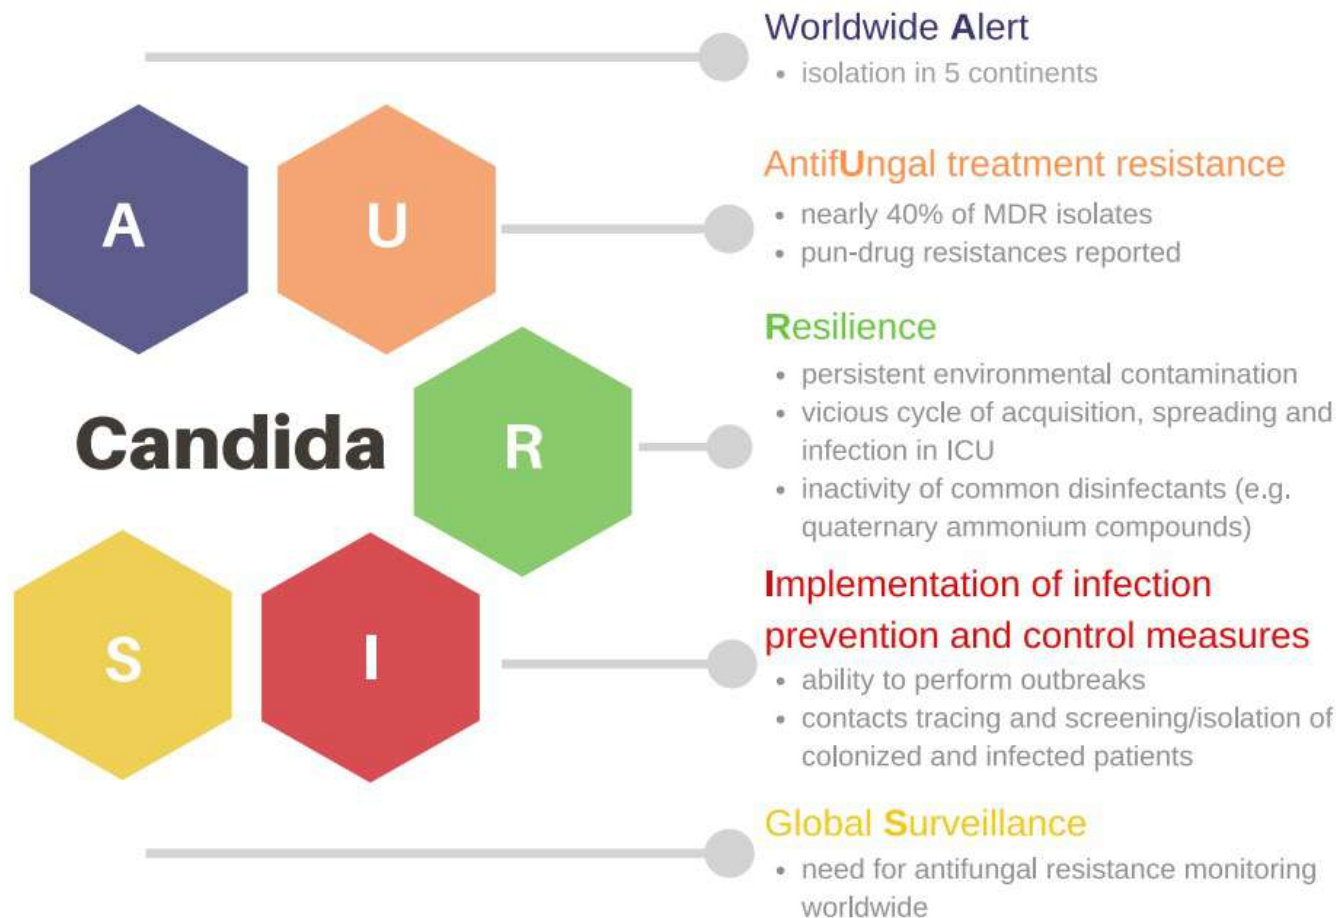 Worldwide Alert
• isolation in 5 continents
A
U
AntifUngal treatment resistance
• nearly 40% of MDR isolates
• pun-drug resistances reported
Candida
R
Resilience
• persistent environmental contamination
• vicious cycle of acquisition, spreading and
infection in ICU
• inactivity of common disinfectants (e.g.
quaternary ammonium compounds)
S
I
Implementation of infection
prevention and control measures
• ability to perform outbreaks
• contacts tracing and screening/isolation of
colonized and infected patients
Global Surveillance
• need for antifungal resistance monitoring
worldwide